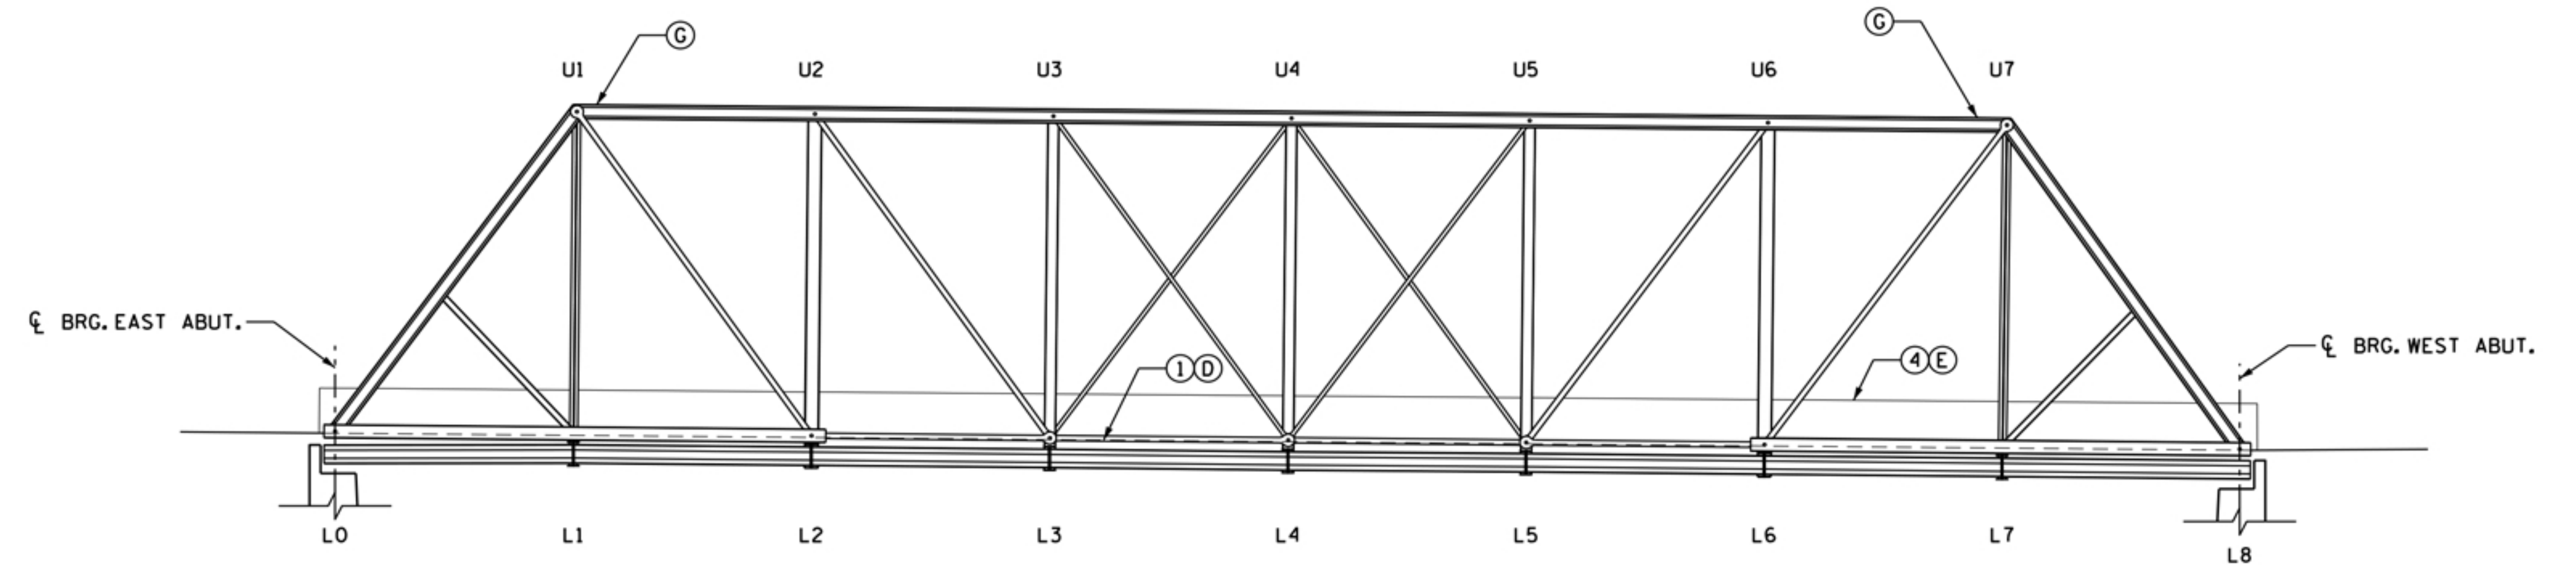 G
G
U1 U2 U3 U4 U5 U6 U7
℄ BRG. EAST ABUT.
℄ BRG. WEST ABUT.
1 D
4 E
L0 L1 L2 L3 L4 L5 L6 L7
L8